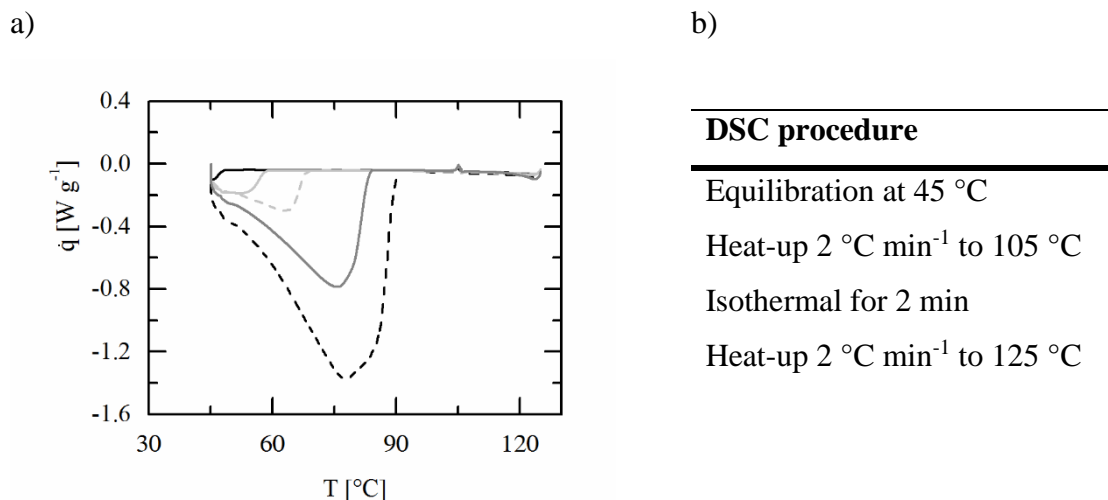 a)
b)
0.4
0.0
-0.4
-0.8
-1.2
-1.6
q̇ [W g⁻¹]
30
60
90
120
T [°C]
DSC procedure
Equilibration at 45 °C
Heat-up 2 °C min⁻¹ to 105 °C
Isothermal for 2 min
Heat-up 2 °C min⁻¹ to 125 °C